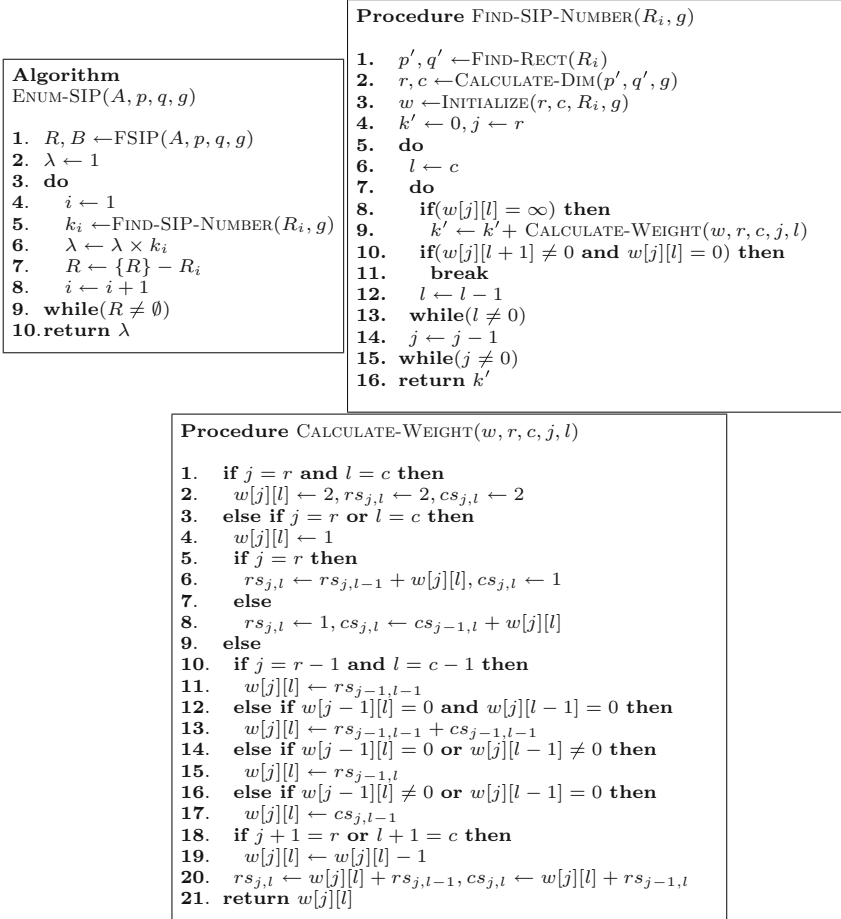 Algorithm
ENUM-SIP(A, p, q, g)
1. R, B ←FSIP(A, p, q, g)
2. λ ← 1
3. do
4. i ← 1
5. k_i ←FIND-SIP-NUMBER(R_i, g)
6. λ ← λ × k_i
7. R ← {R} − R_i
8. i ← i + 1
9. while(R ≠ ∅)
10.return λ
Procedure FIND-SIP-NUMBER(R_i, g)
1. p′, q′ ←FIND-RECT(R_i)
2. r, c ←CALCULATE-DIM(p′, q′, g)
3. w ←INITIALIZE(r, c, R_i, g)
4. k′ ← 0, j ← r
5. do
6. l ← c
7. do
8. if(w[j][l] = ∞) then
9. k′ ← k′+ CALCULATE-WEIGHT(w, r, c, j, l)
10. if(w[j][l + 1] ≠ 0 and w[j][l] = 0) then
11. break
12. l ← l − 1
13. while(l ≠ 0)
14. j ← j − 1
15. while(j ≠ 0)
16. return k′
Procedure CALCULATE-WEIGHT(w, r, c, j, l)
1. if j = r and l = c then
2. w[j][l] ← 2, rs_{j,l} ← 2, cs_{j,l} ← 2
3. else if j = r or l = c then
4. w[j][l] ← 1
5. if j = r then
6. rs_{j,l} ← rs_{j,l−1} + w[j][l], cs_{j,l} ← 1
7. else
8. rs_{j,l} ← 1, cs_{j,l} ← cs_{j−1,l} + w[j][l]
9. else
10. if j = r − 1 and l = c − 1 then
11. w[j][l] ← rs_{j−1,l−1}
12. else if w[j − 1][l] = 0 and w[j][l − 1] = 0 then
13. w[j][l] ← rs_{j−1,l−1} + cs_{j−1,l−1}
14. else if w[j − 1][l] = 0 or w[j][l − 1] ≠ 0 then
15. w[j][l] ← rs_{j−1,l}
16. else if w[j − 1][l] ≠ 0 or w[j][l − 1] = 0 then
17. w[j][l] ← cs_{j,l−1}
18. if j + 1 = r or l + 1 = c then
19. w[j][l] ← w[j][l] − 1
20. rs_{j,l} ← w[j][l] + rs_{j,l−1}, cs_{j,l} ← w[j][l] + rs_{j−1,l}
21. return w[j][l]